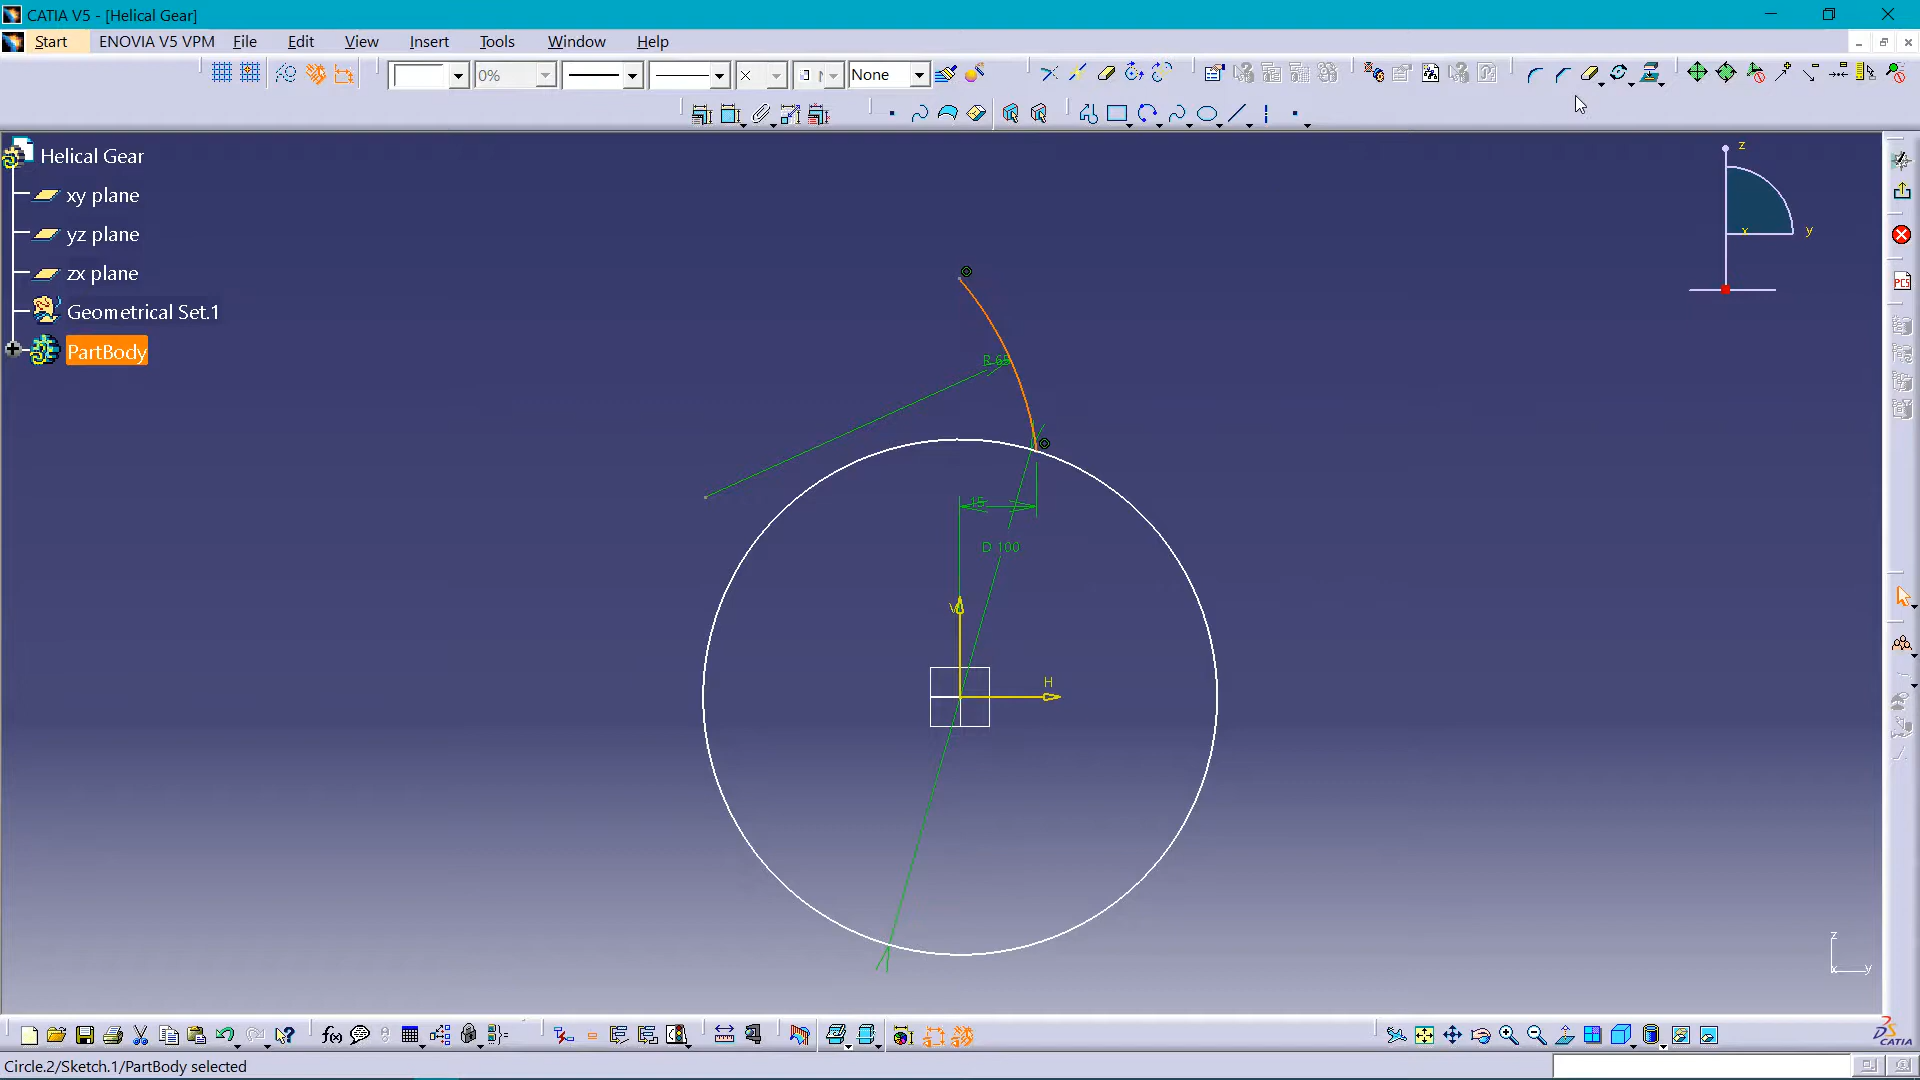 CATIA V5 - [Helical Gear]
Start ENOVIA V5 VPM File Edit View Insert Tools Window Help
0% None
Helical Gear
xy plane
yz plane
zx plane
Geometrical Set.1
PartBody
z
x y
R 65
15
D 100
V
H
z
x y
PCS
f(x)
CATIA
Circle.2/Sketch.1/PartBody selected